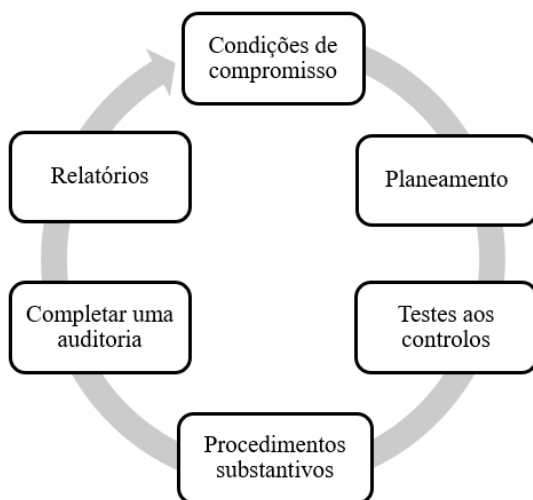 Condições de
compromisso
Planeamento
Testes aos
controlos
Procedimentos
substantivos
Completar uma
auditoria
Relatórios